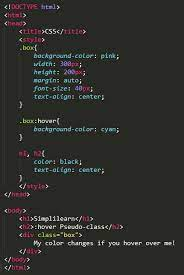 <!DOCTYPE html>
<html>
<head>
<title>CSS</title>
<style>
.box{
background-color: pink;
width: 300px;
height: 200px;
margin: auto;
font-size: 40px;
text-align: center;
}
.box:hover{
background-color: cyan;
}
h1, h2{
color: black;
text-align: center;
}
</style>
</head>
<body>
<h1>Simplilearn</h1>
<h2>:hover Pseudo-class</h2>
<div class="box">
My color changes if you hover over me!
</div>
</body>
</html>